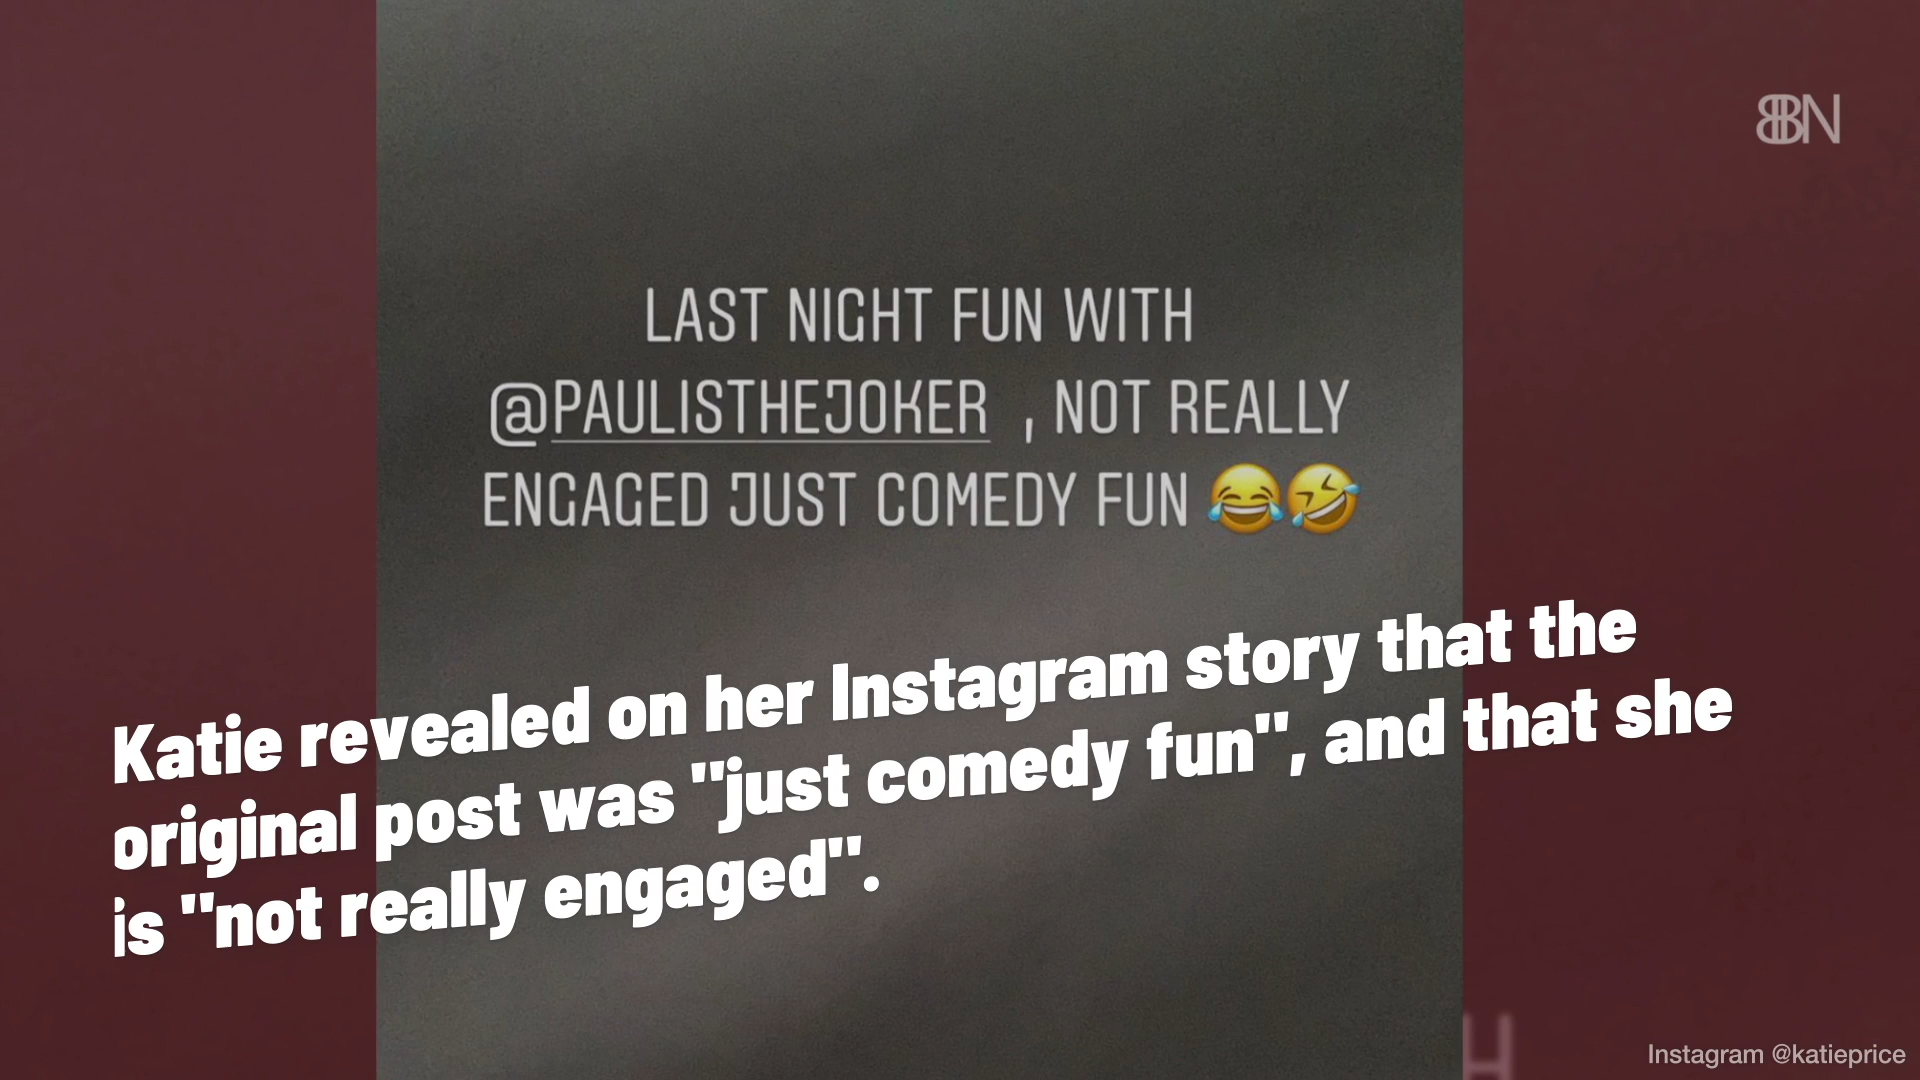 BBN
LAST NIGHT FUN WITH
@PAULISTHEJOKER , NOT REALLY
ENGAGED JUST COMEDY FUN 😂🤣
Katie revealed on her Instagram story that the
original post was "just comedy fun", and that she
is "not really engaged".
H
Instagram @katieprice